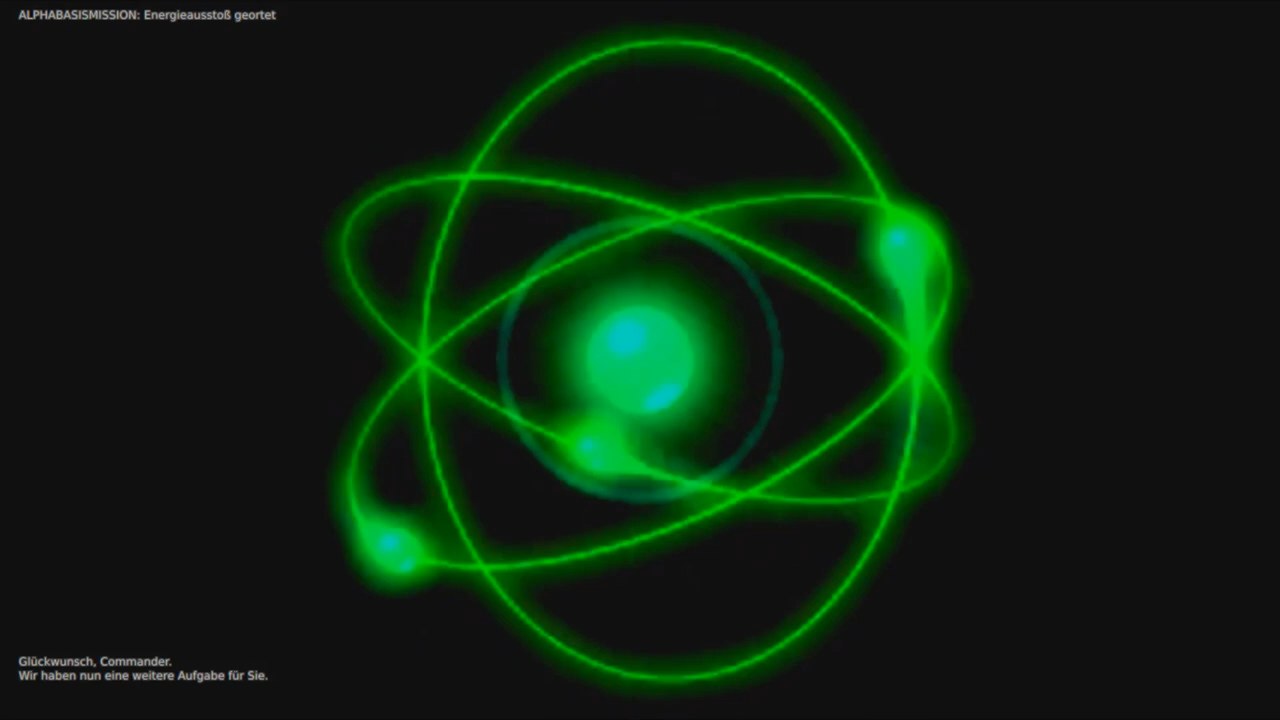 ALPHABASISMISSION: Energieausstoß geortet
Glückwunsch, Commander.
Wir haben nun eine weitere Aufgabe für Sie.